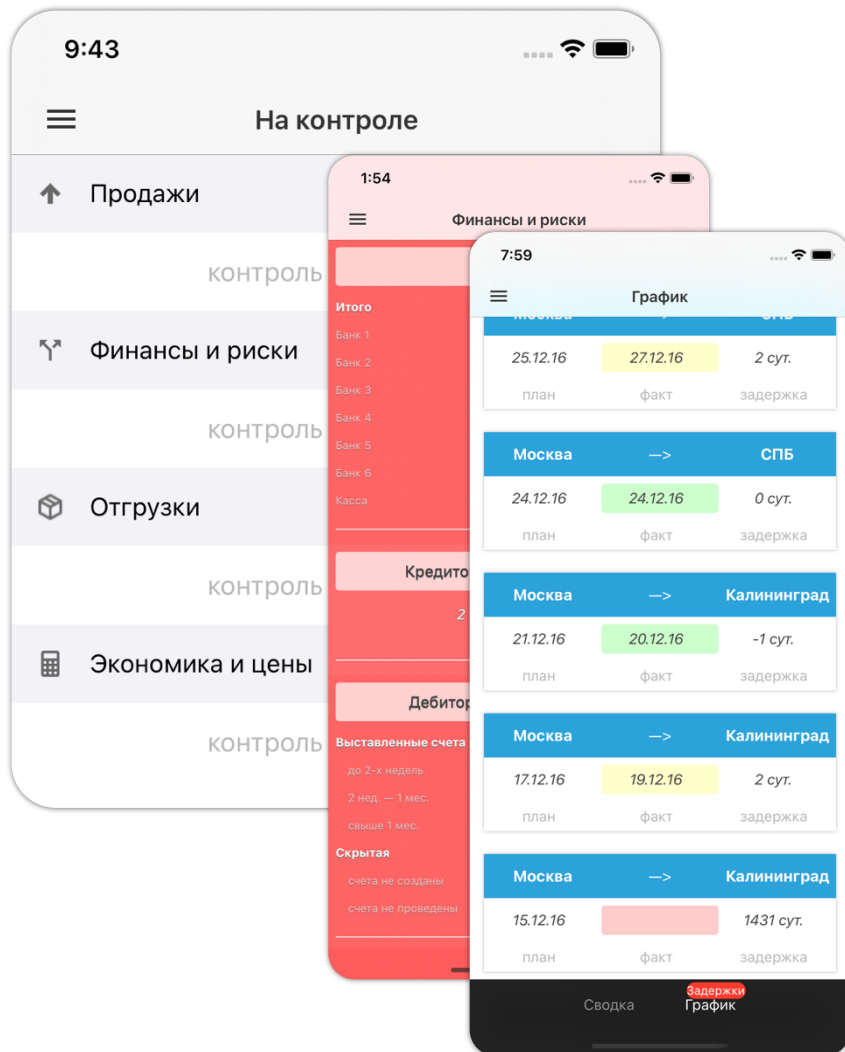 9:43
На контроле
Продажи
контроль
Финансы и риски
контроль
Отгрузки
контроль
Экономика и цены
контроль
1:54
Финансы и риски
Итого
Банк 1
Банк 2
Банк 3
Банк 4
Банк 5
Банк 6
Касса
Кредито
2
Дебитор
Выставленные счета
до 2-х недель
2 нед. — 1 мес.
свыше 1 мес.
Скрытая
счета не созданы
счета не проведены
7:59
График
Москва —> СПБ
25.12.16 27.12.16 2 сут.
план факт задержка
Москва —> СПБ
24.12.16 24.12.16 0 сут.
план факт задержка
Москва —> Калининград
21.12.16 20.12.16 -1 сут.
план факт задержка
Москва —> Калининград
17.12.16 19.12.16 2 сут.
план факт задержка
Москва —> Калининград
15.12.16 1431 сут.
план факт задержка
Задержки
Сводка График